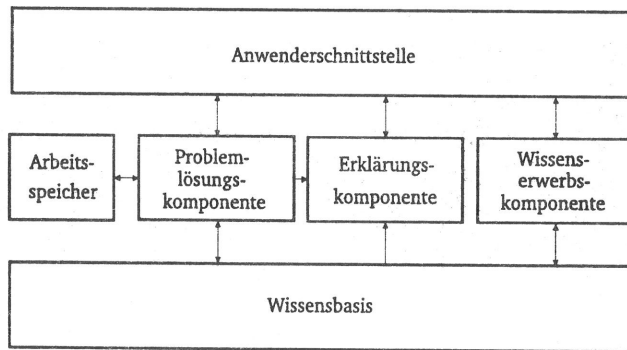 Anwenderschnittstelle
Arbeits-
speicher
Problem-
lösungs-
komponente
Erklärungs-
komponente
Wissens-
erwerbs-
komponente
Wissensbasis